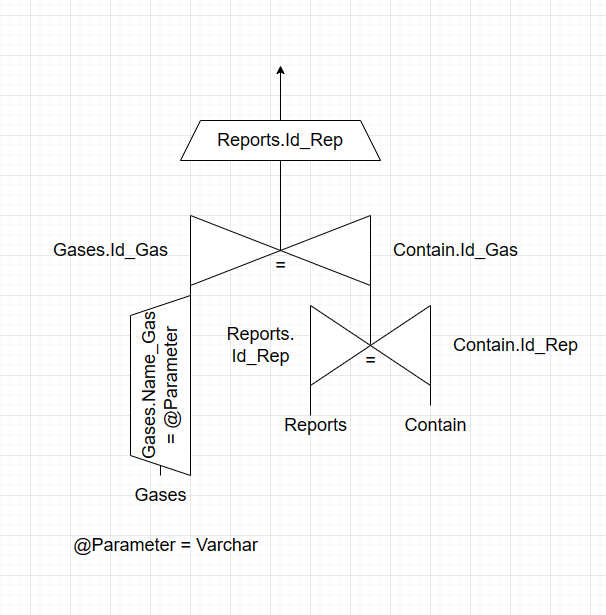 Reports.Id_Rep
Gases.Id_Gas
Contain.Id_Gas
=
Gases.Name_Gas
= @Parameter
Reports.
Id_Rep
Contain.Id_Rep
=
Reports
Contain
Gases
@Parameter = Varchar